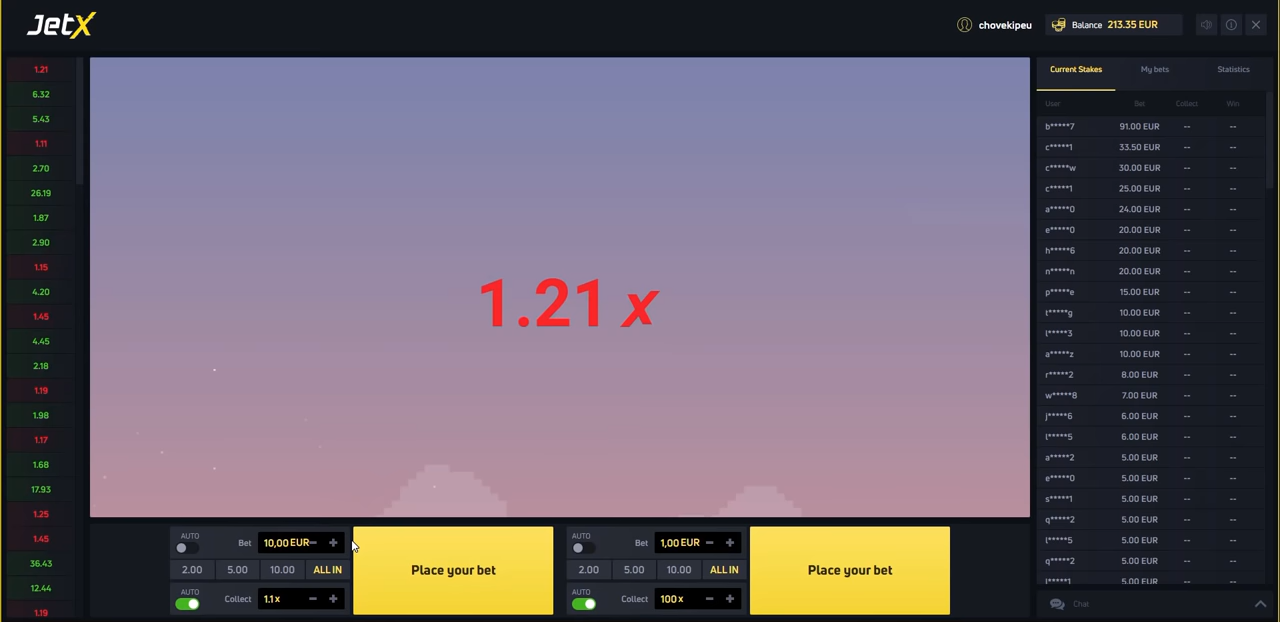 JetX
chovekipeu
Balance 213.35 EUR
1.21
6.32
5.43
1.11
2.70
26.19
1.87
2.90
1.15
4.20
1.45
4.45
2.18
1.19
1.98
1.17
1.68
17.93
1.25
1.45
36.43
12.44
1.19
1.21 x
Current Stakes My bets Statistics
User Bet Collect Win
b*****7 91.00 EUR -- --
c*****1 33.50 EUR -- --
c*****w 30.00 EUR -- --
c*****1 25.00 EUR -- --
a*****0 24.00 EUR -- --
e*****0 20.00 EUR -- --
h*****6 20.00 EUR -- --
n*****n 20.00 EUR -- --
p*****e 15.00 EUR -- --
t*****g 10.00 EUR -- --
l*****3 10.00 EUR -- --
a*****z 10.00 EUR -- --
r*****2 8.00 EUR -- --
w*****8 7.00 EUR -- --
j*****6 6.00 EUR -- --
l*****5 6.00 EUR -- --
a*****2 5.00 EUR -- --
e*****0 5.00 EUR -- --
s*****1 5.00 EUR -- --
q*****2 5.00 EUR -- --
l*****5 5.00 EUR -- --
q*****2 5.00 EUR -- --
l*****1 5.00 EUR -- --
Chat
AUTO Bet 10,00EUR − +
2.00 5.00 10.00 ALL IN
AUTO Collect 1.1 x − +
Place your bet
AUTO Bet 1,00 EUR − +
2.00 5.00 10.00 ALL IN
AUTO Collect 100 x − +
Place your bet